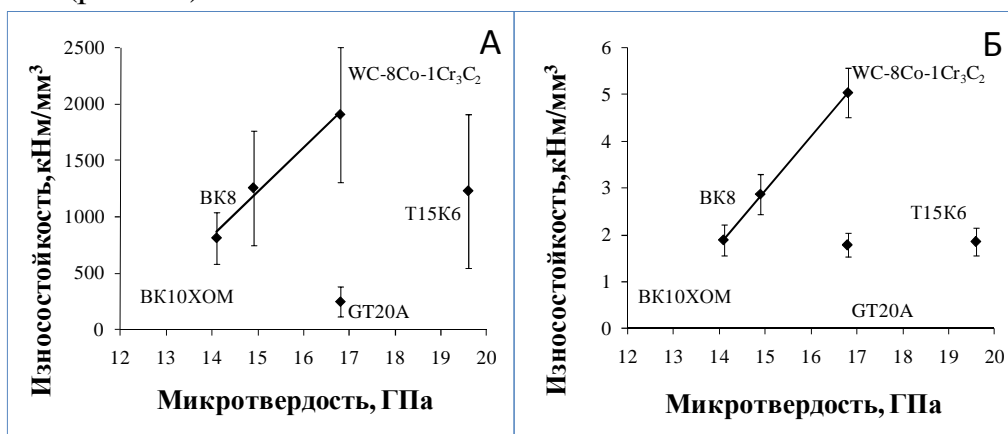 А
Износостойкость,кНм/мм³
2500
2000
1500
1000
500
0
WC-8Co-1Cr₃C₂
ВК8
Т15К6
ВК10ХОМ
GT20A
12 13 14 15 16 17 18 19 20
Микротвердость, ГПа
Б
Износостойкость,кНм/мм³
6
5
4
3
2
1
0
WC-8Co-1Cr₃C₂
ВК8
Т15К6
ВК10ХОМ
GT20A
12 13 14 15 16 17 18 19 20
Микротвердость, ГПа